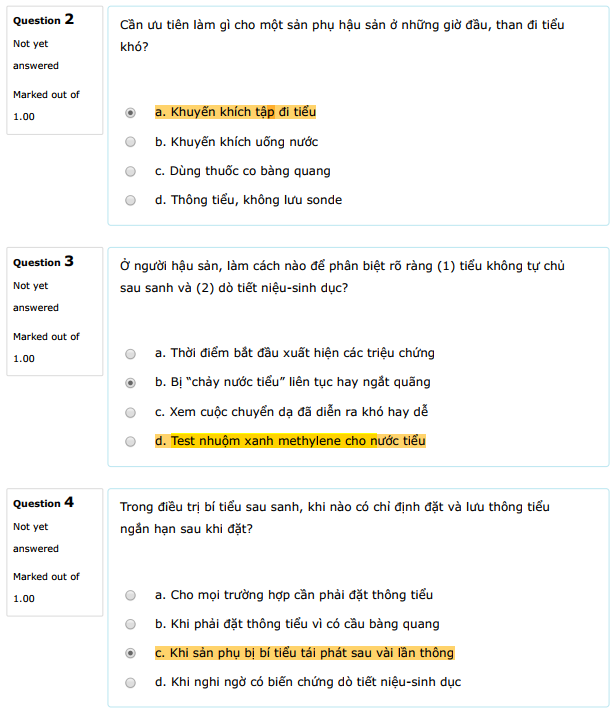 Question 2
Not yet
answered
Marked out of
1.00
Cần ưu tiên làm gì cho một sản phụ hậu sản ở những giờ đầu, than đi tiểu
khó?
a. Khuyến khích tập đi tiểu
b. Khuyến khích uống nước
c. Dùng thuốc co bàng quang
d. Thông tiểu, không lưu sonde
Question 3
Not yet
answered
Marked out of
1.00
Ở người hậu sản, làm cách nào để phân biệt rõ ràng (1) tiểu không tự chủ
sau sanh và (2) dò tiết niệu-sinh dục?
a. Thời điểm bắt đầu xuất hiện các triệu chứng
b. Bị “chảy nước tiểu” liên tục hay ngắt quãng
c. Xem cuộc chuyển dạ đã diễn ra khó hay dễ
d. Test nhuộm xanh methylene cho nước tiểu
Question 4
Not yet
answered
Marked out of
1.00
Trong điều trị bí tiểu sau sanh, khi nào có chỉ định đặt và lưu thông tiểu
ngắn hạn sau khi đặt?
a. Cho mọi trường hợp cần phải đặt thông tiểu
b. Khi phải đặt thông tiểu vì có cầu bàng quang
c. Khi sản phụ bị bí tiểu tái phát sau vài lần thông
d. Khi nghi ngờ có biến chứng dò tiết niệu-sinh dục